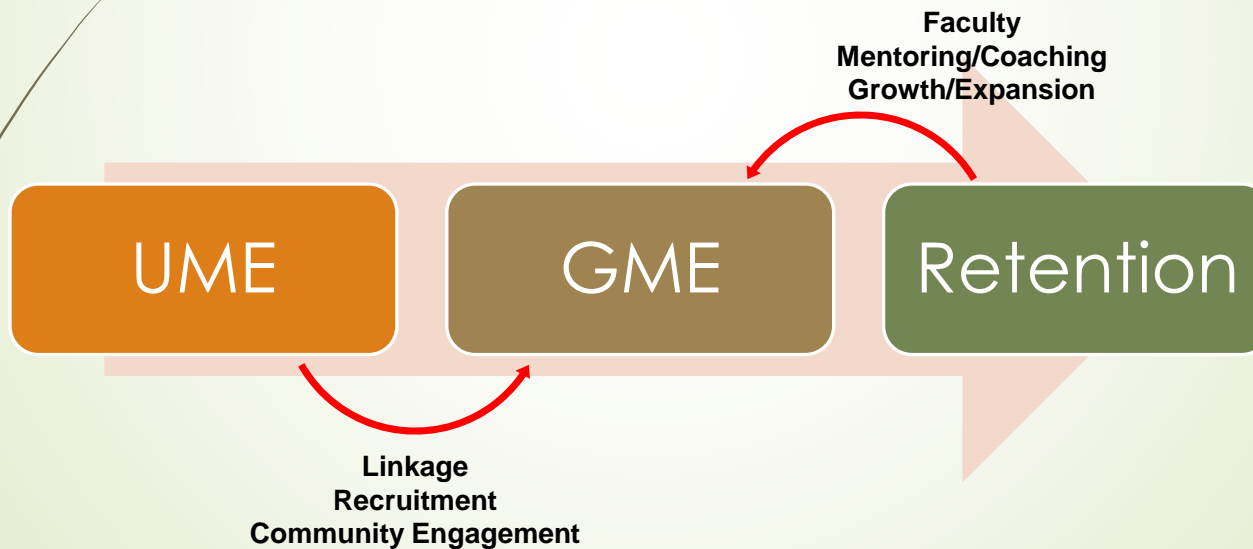 Faculty
Mentoring/Coaching
Growth/Expansion
UME
GME
Retention
Linkage
Recruitment
Community Engagement